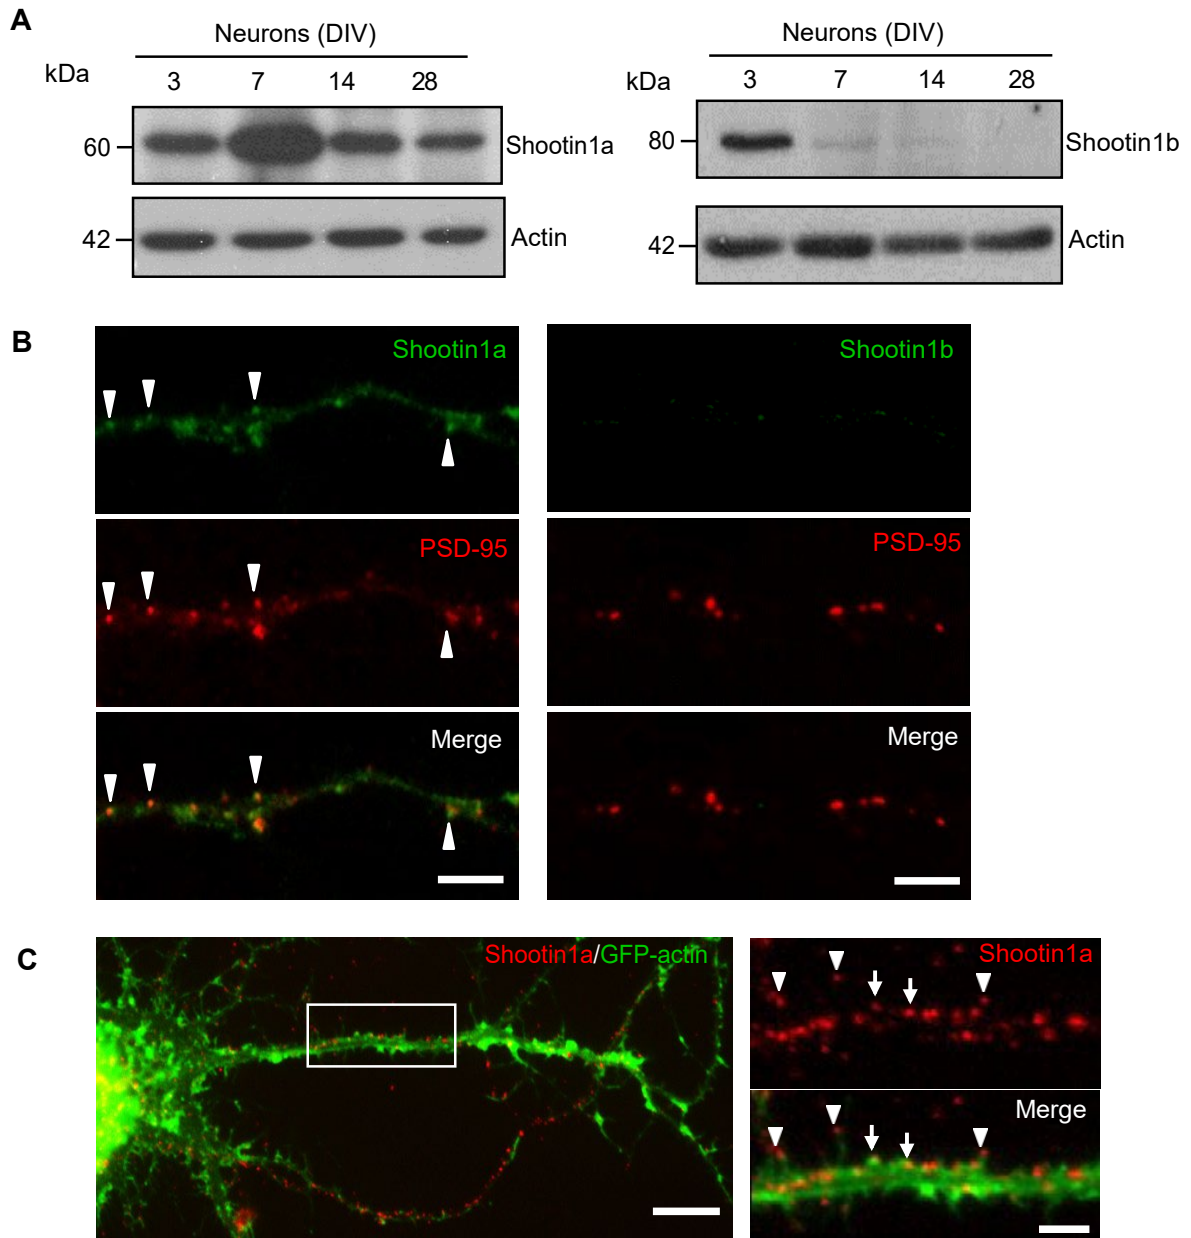 A
Neurons (DIV)
kDa
3 7 14 28
60
Shootin1a
42
Actin
Neurons (DIV)
kDa
3 7 14 28
80
Shootin1b
42
Actin
B
Shootin1a
PSD-95
Merge
Shootin1b
PSD-95
Merge
C
Shootin1a/GFP-actin
Shootin1a
Merge